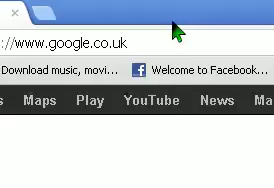 ://www.google.co.uk
Download music, movi... Welcome to Facebook...
s Maps Play YouTube News Ma